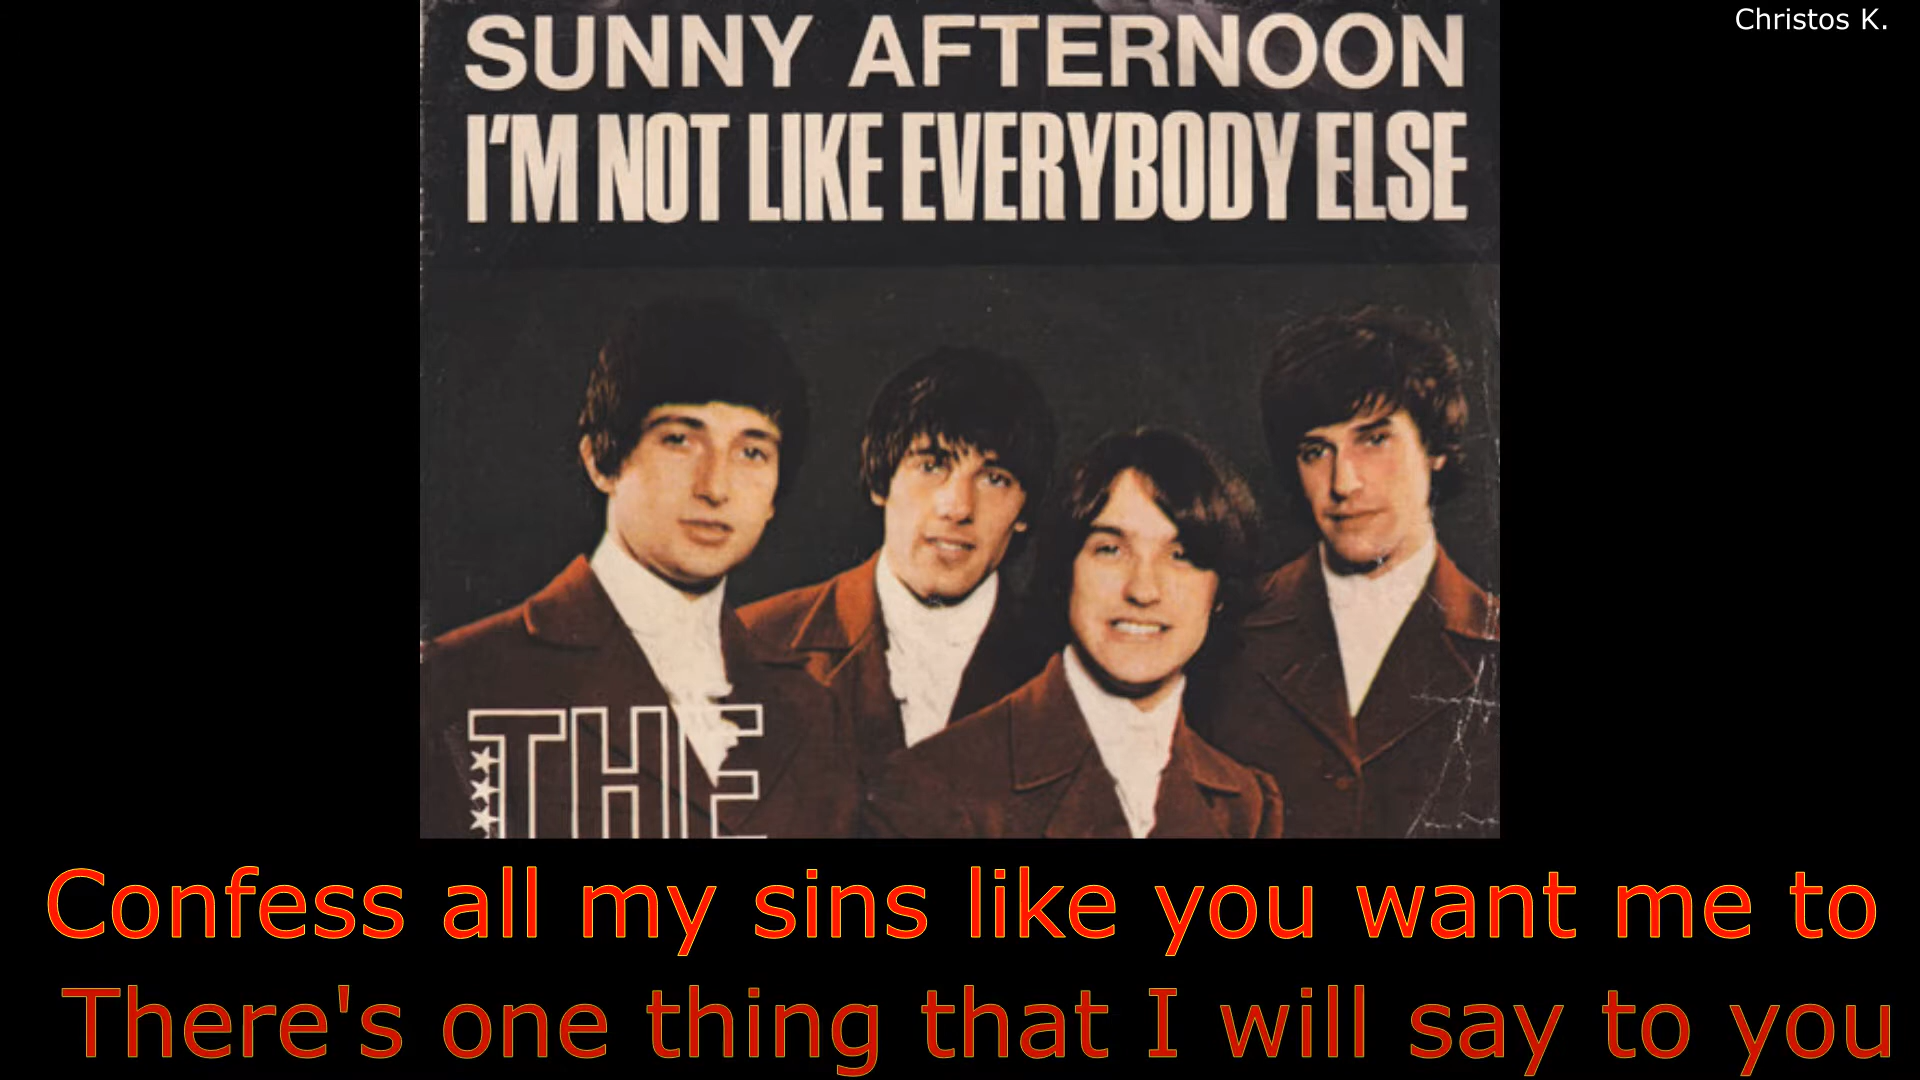 Christos K.
SUNNY AFTERNOON
I'M NOT LIKE EVERYBODY ELSE
THE
Confess all my sins like you want me to
There's one thing that I will say to you